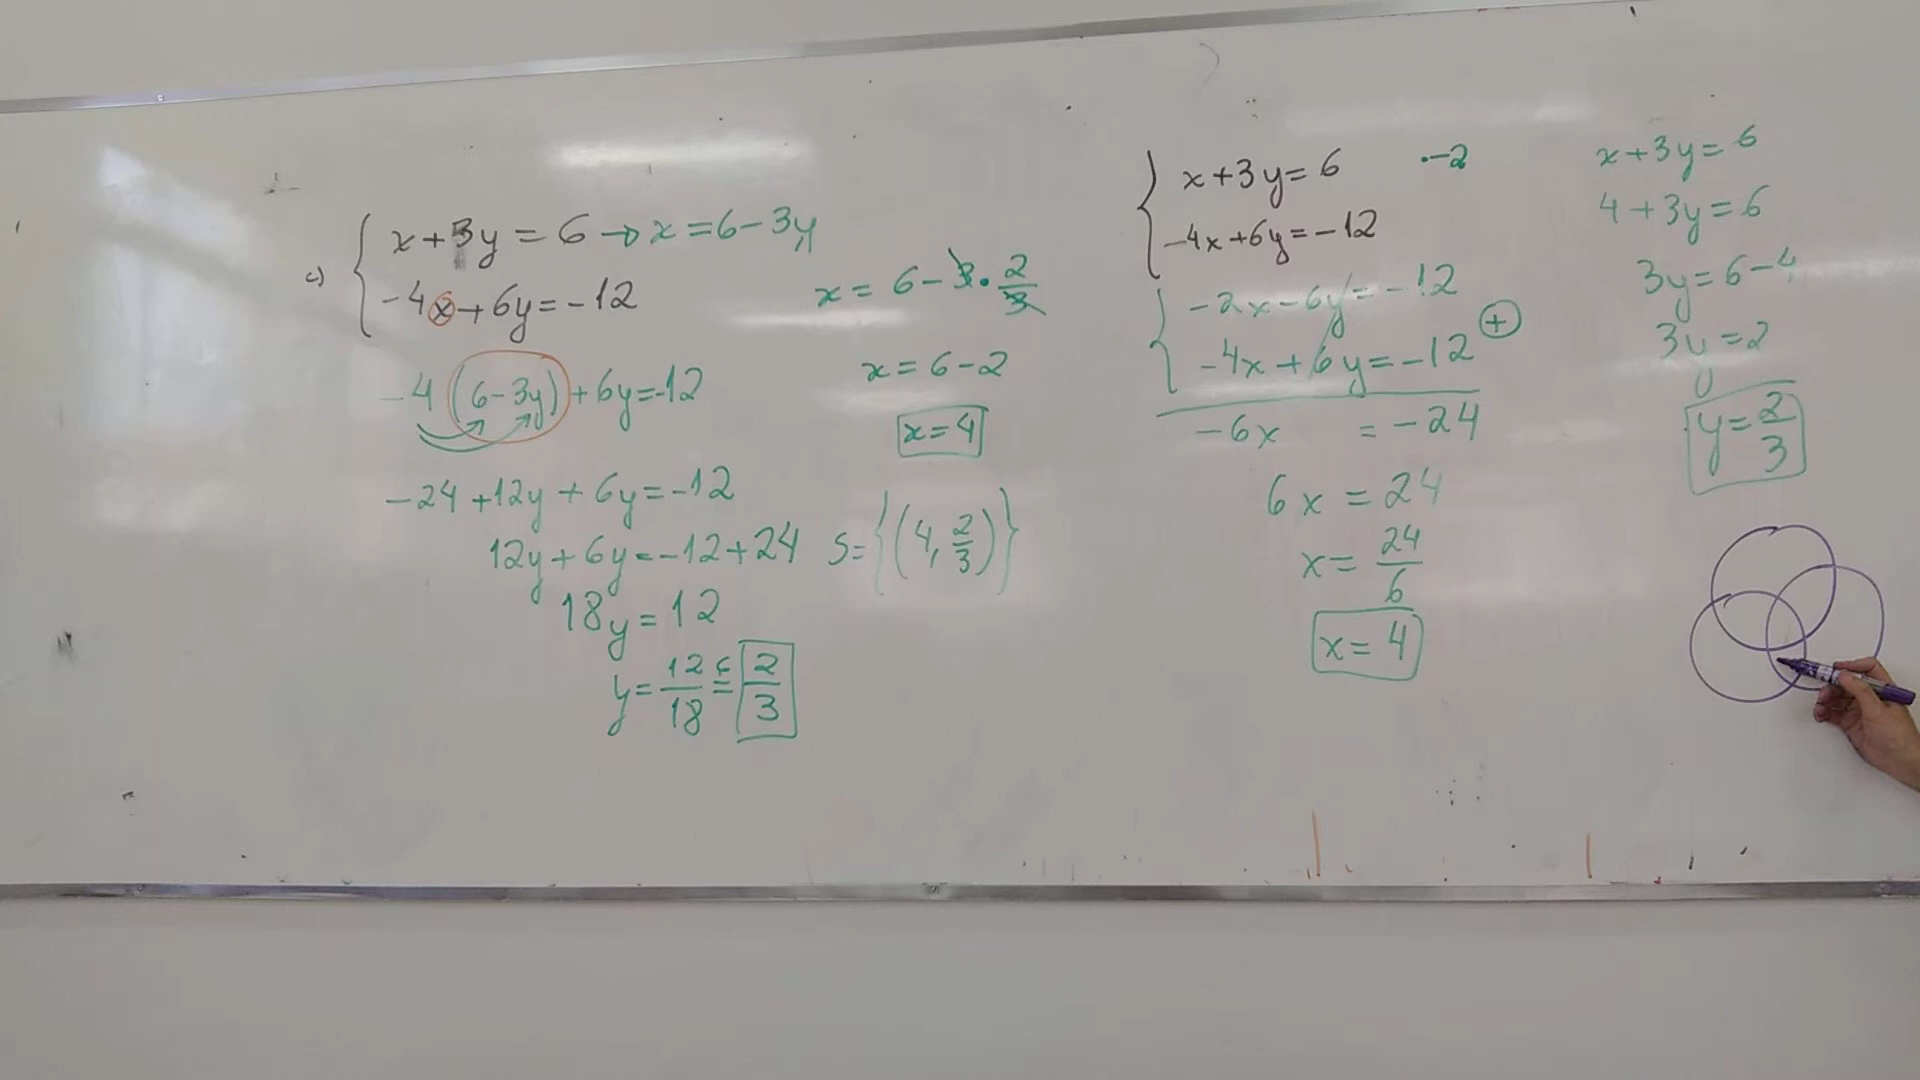 c) { x+3y=6 → x=6-3y
-4x+6y=-12
-4(6-3y)+6y=-12
-24+12y+6y=-12
12y+6y=-12+24
18y=12
y=12/18=2/3
x=6-3·2/3
x=6-2
x=4
S={(4, 2/3)}
{ x+3y=6 ·-2
-4x+6y=-12
{ -2x-6y=-12
-4x+6y=-12 (+)
-6x =-24
6x=24
x=24/6
x=4
x+3y=6
4+3y=6
3y=6-4
3y=2
y=2/3